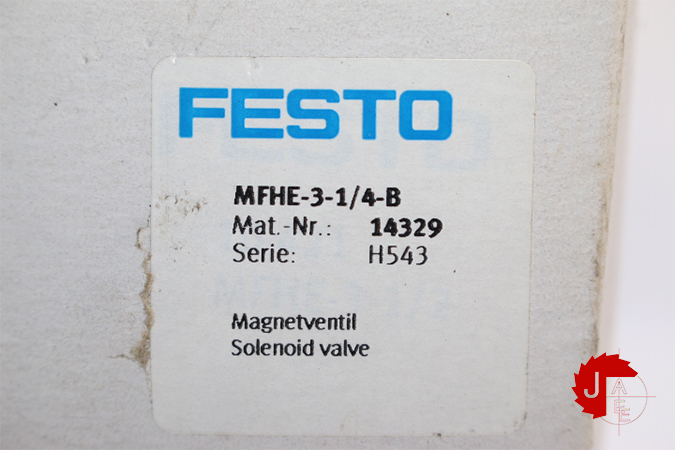 FESTO
MFHE-3-1/4-B
Mat.-Nr.: 14329
Serie: H543
Magnetventil
Solenoid valve
J